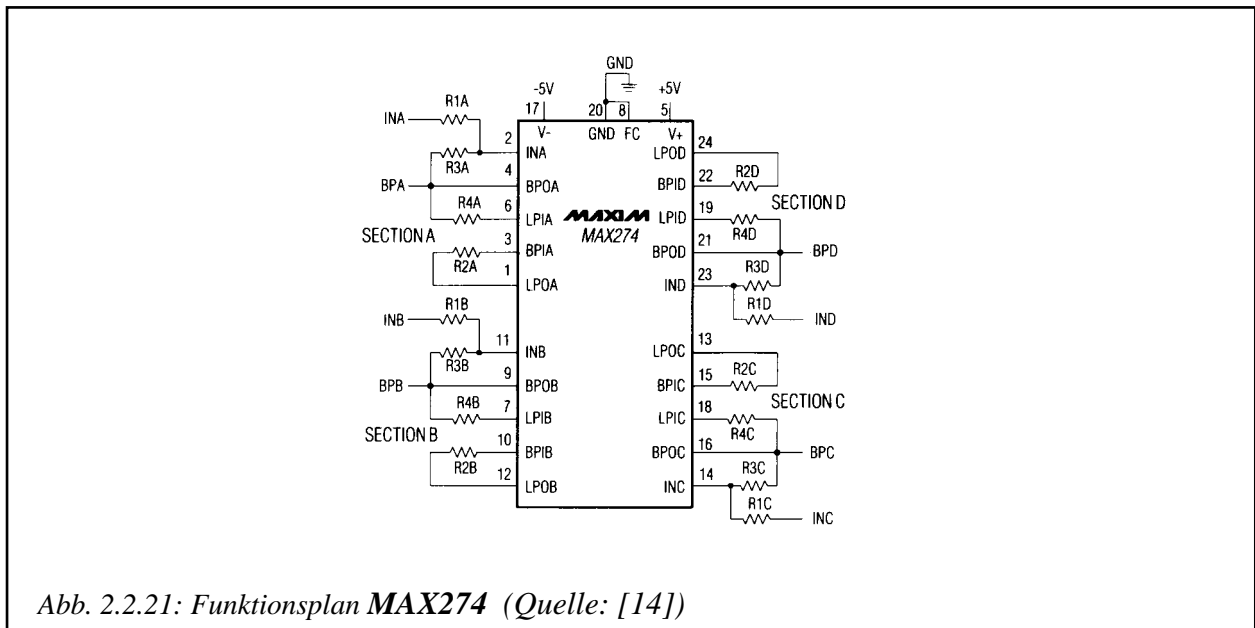 GND
-5V
+5V
17
20
8
5
V-
GND
FC
V+
INA
R1A
2
INA
R3A
4
BPA
BPOA
R4A
6
LPIA
SECTION A
3
BPIA
R2A
1
LPOA
R1B
INB
11
INB
R3B
9
BPB
BPOB
R4B
7
LPIB
SECTION B
10
BPIB
R2B
12
LPOB
MAXIM
MAX274
24
LPOD
22
R2D
BPID
19
SECTION D
LPID
R4D
21
BPOD
BPD
R3D
23
IND
R1D
IND
13
LPOC
R2C
15
BPIC
18
SECTION C
LPIC
R4C
16
BPOC
BPC
R3C
14
INC
R1C
INC
Abb. 2.2.21: Funktionsplan MAX274 (Quelle: [14])